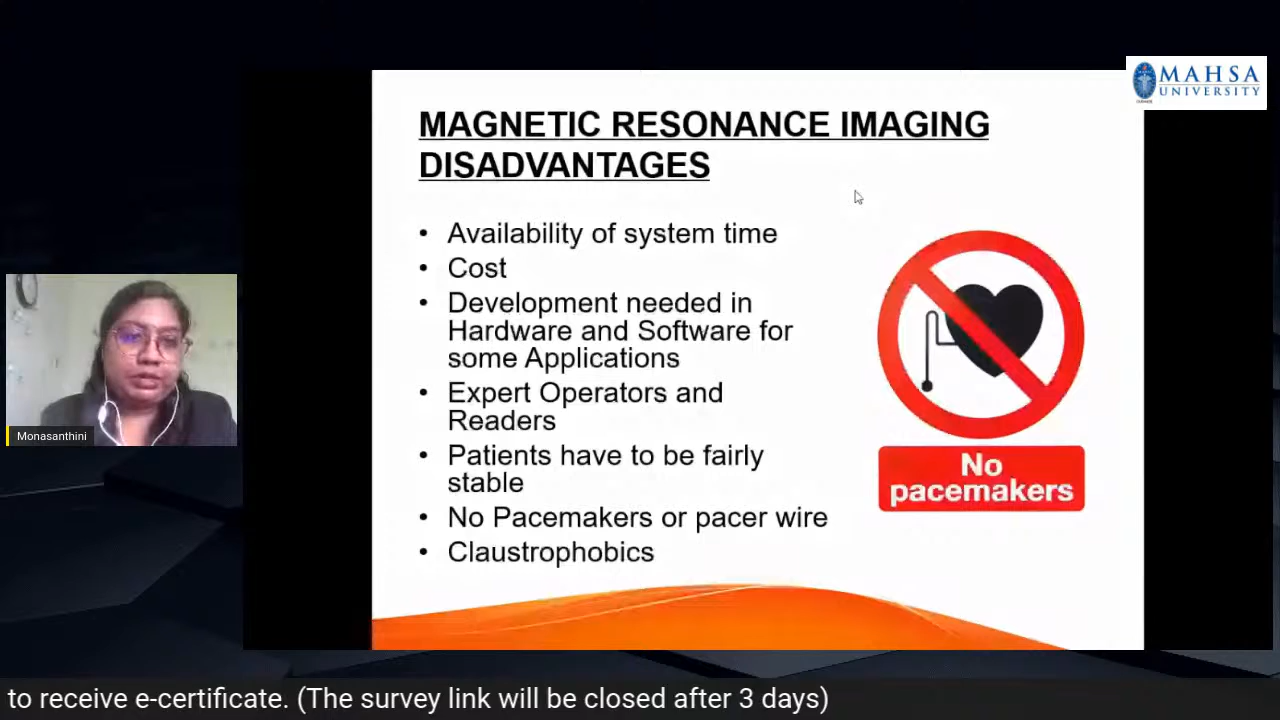 MAHSA
UNIVERSITY
MAGNETIC RESONANCE IMAGING
DISADVANTAGES
• Availability of system time
• Cost
• Development needed in
Hardware and Software for
some Applications
• Expert Operators and
Readers
• Patients have to be fairly
stable
• No Pacemakers or pacer wire
• Claustrophobics
No
pacemakers
Monasanthini
to receive e-certificate. (The survey link will be closed after 3 days)